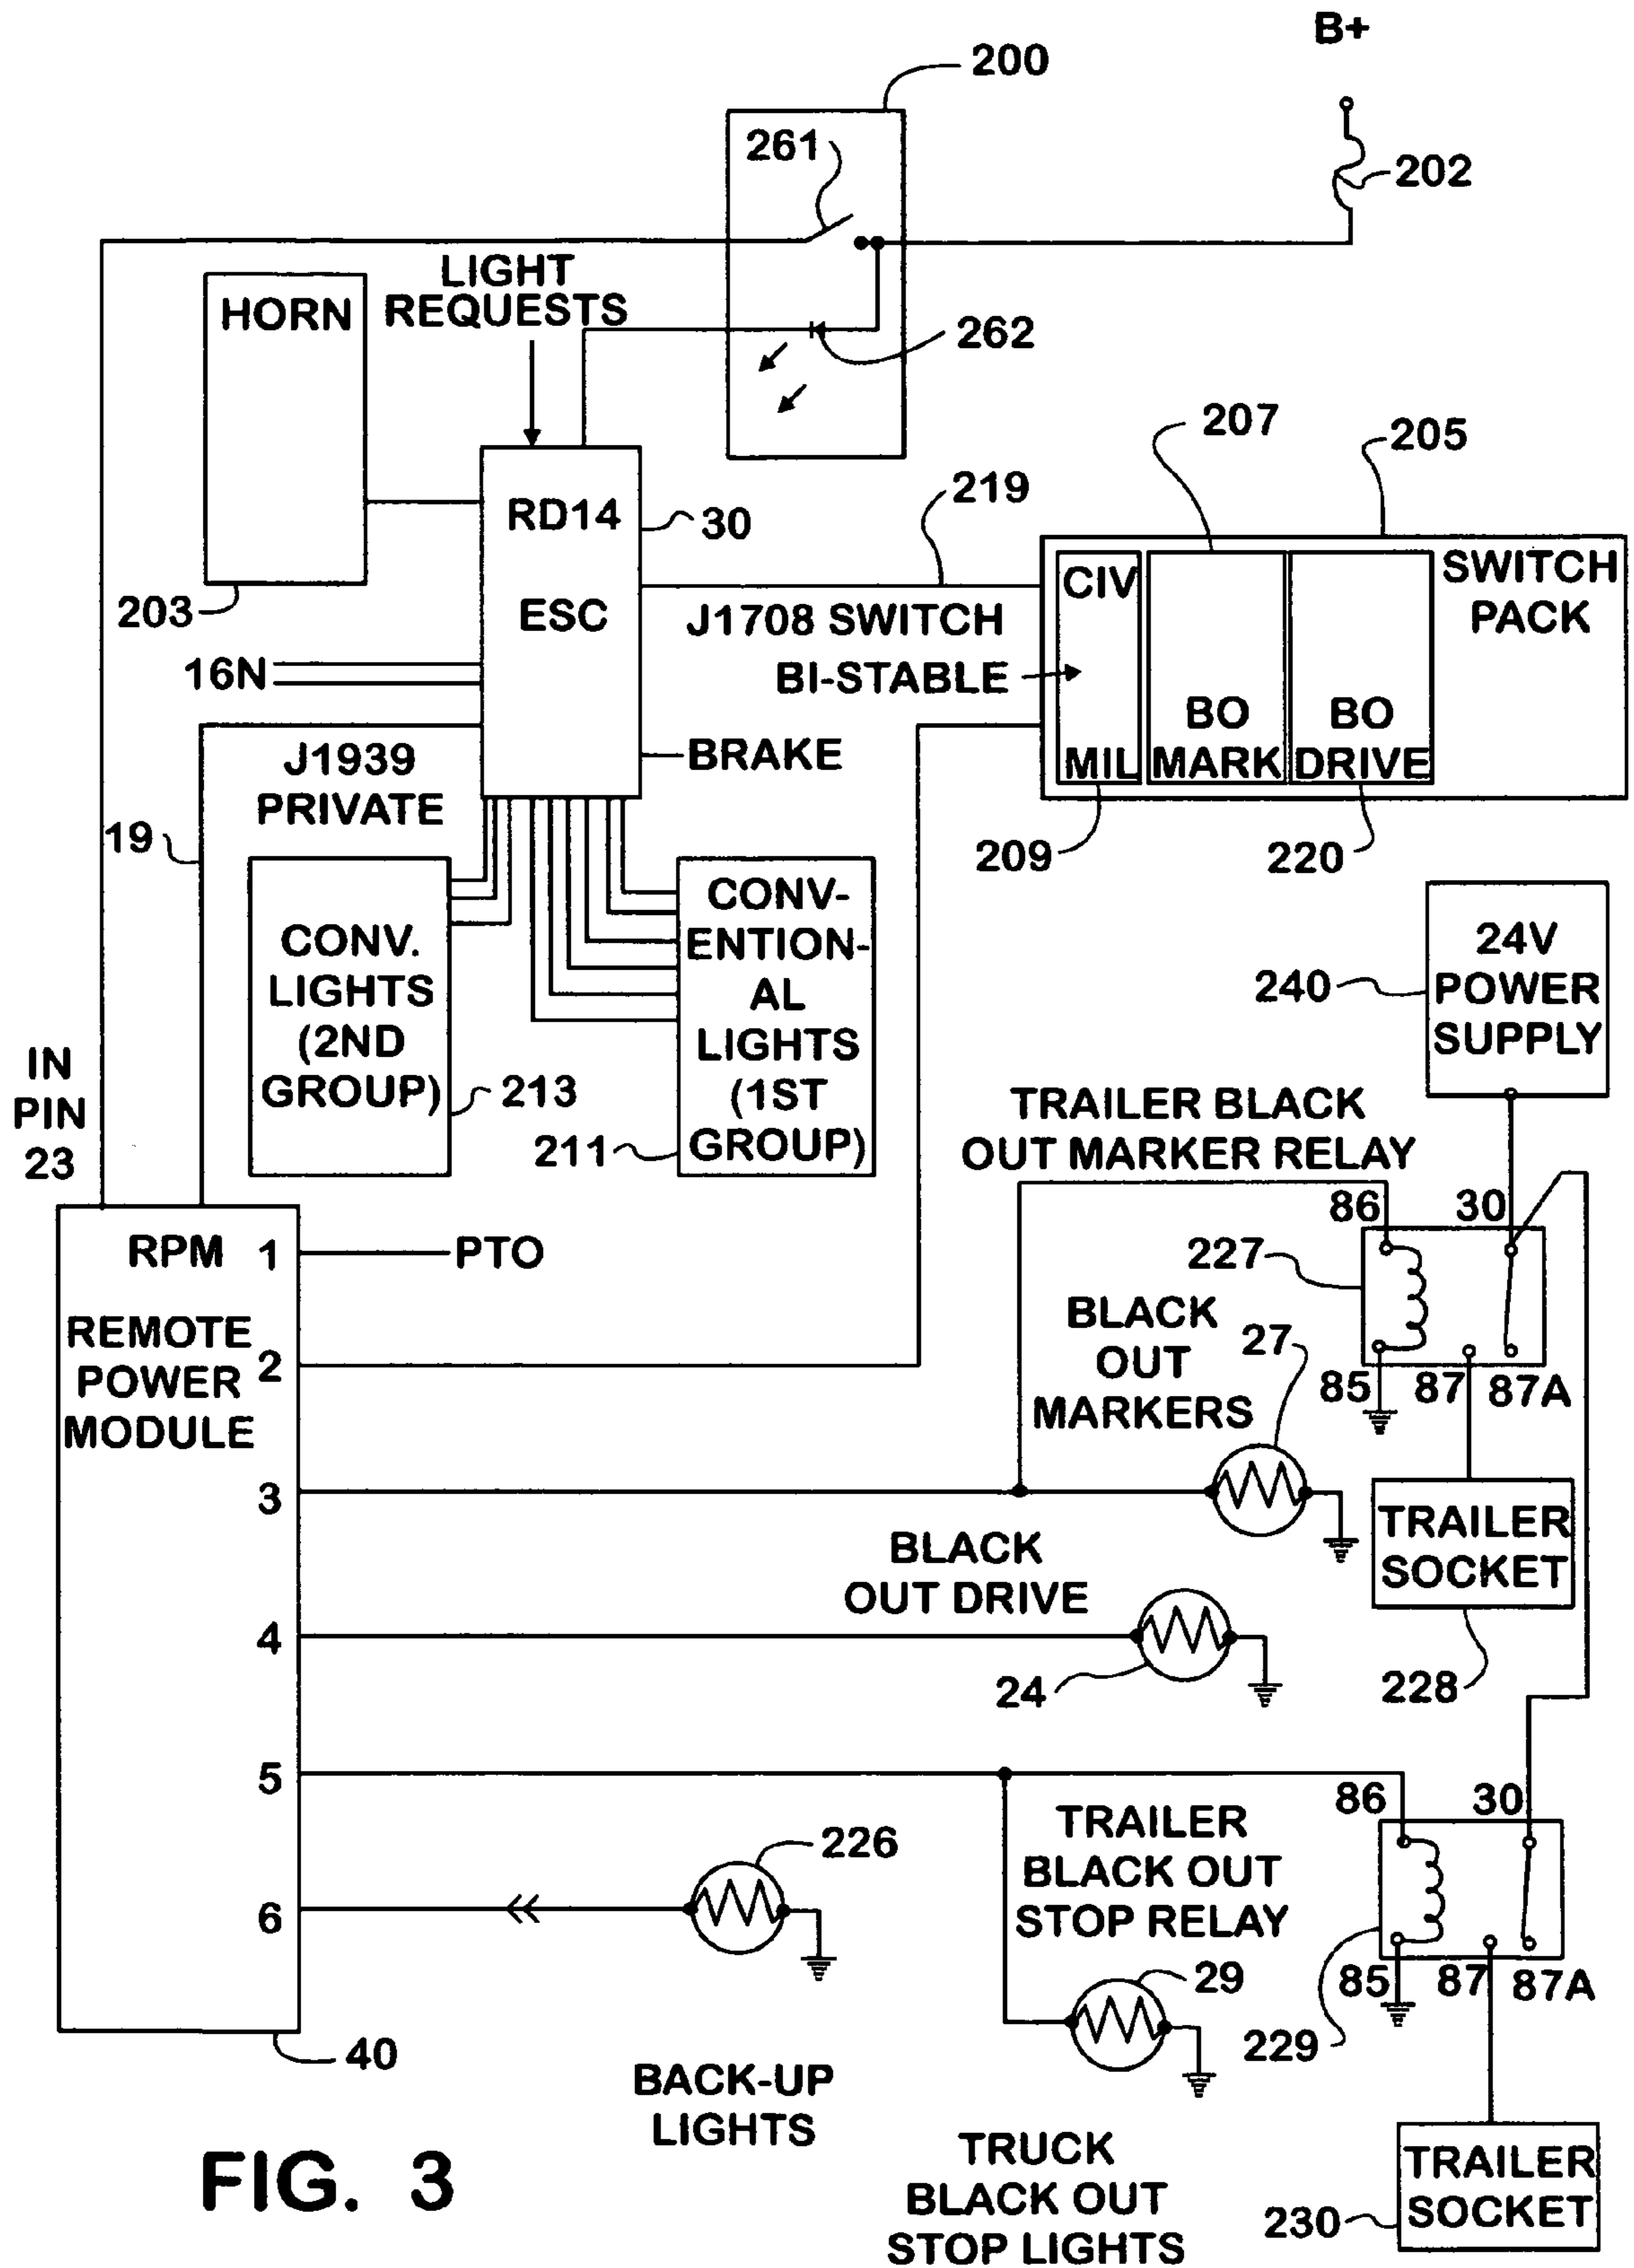 B+
200
261
202
LIGHT
REQUESTS
HORN
262
207
205
RD14
30
219
CIV
SWITCH
PACK
203
ESC
J1708 SWITCH
16N
BI-STABLE
BO
MARK
BO
DRIVE
MIL
BRAKE
J1939
PRIVATE
19
209
220
CONV.
LIGHTS
(2ND
GROUP)
213
CONV-
ENTION-
AL
LIGHTS
(1ST
GROUP)
211
24V
POWER
SUPPLY
240
IN
PIN
23
TRAILER BLACK
OUT MARKER RELAY
86
30
227
85
87
87A
RPM
1
PTO
REMOTE
POWER
MODULE
2
BLACK
OUT
MARKERS
27
3
TRAILER
SOCKET
228
BLACK
OUT DRIVE
4
24
5
86
30
TRAILER
BLACK OUT
STOP RELAY
226
6
85
87
87A
29
229
40
BACK-UP
LIGHTS
TRUCK
BLACK OUT
STOP LIGHTS
TRAILER
SOCKET
230
FIG. 3